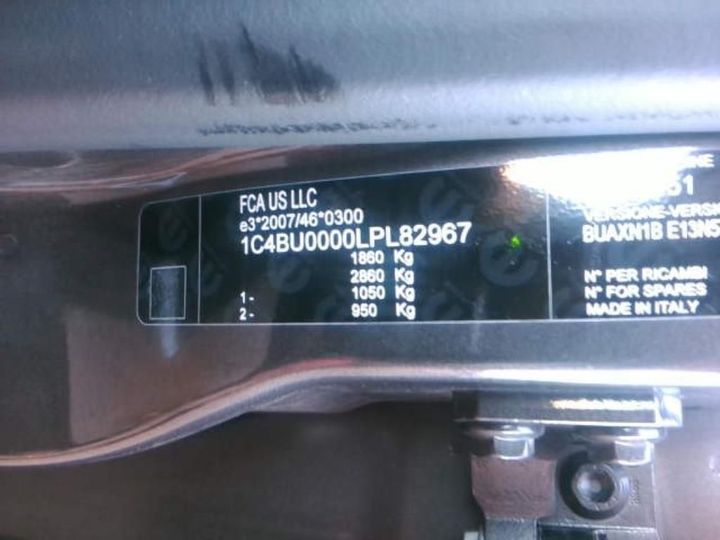 FCA US LLC
e3*2007/46*0300
1C4BU0000LPL82967
1860 Kg
2860 Kg
1- 1050 Kg
2- 950 Kg
51
VERSIONE-VERSI
BUAXN1B E13N5
N° PER RICAMBI
N° FOR SPARES
MADE IN ITALY